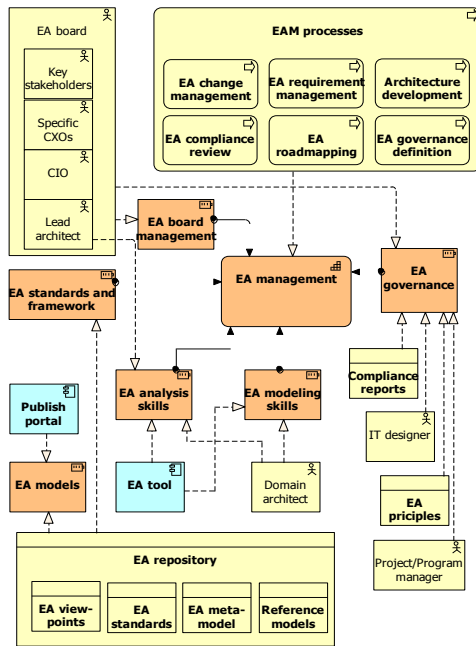 EA board
Key
stakeholders
Specific
CXOs
CIO
Lead
architect
EAM processes
EA change
management
EA requirement
management
Architecture
development
EA compliance
review
EA
roadmapping
EA governance
definition
EA board
management
EA management
EA
governance
EA standards and
framework
Compliance
reports
Publish
portal
EA analysis
skills
EA modeling
skills
IT designer
EA models
EA tool
Domain
architect
EA
priciples
EA repository
EA view-
points
EA
standards
EA meta-
model
Reference
models
Project/Program
manager